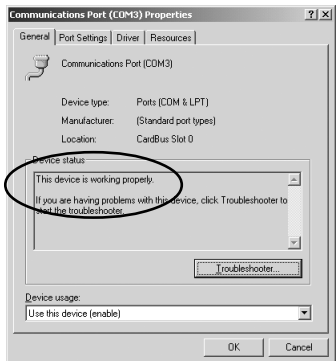 Communications Port (COM3) Properties
General Port Settings Driver Resources
Communications Port (COM3)
Device type: Ports (COM & LPT)
Manufacturer: (Standard port types)
Location: CardBus Slot 0
Device status
This device is working properly.
If you are having problems with this device, click Troubleshooter to
start the troubleshooter.
Troubleshooter...
Device usage:
Use this device (enable)
OK Cancel